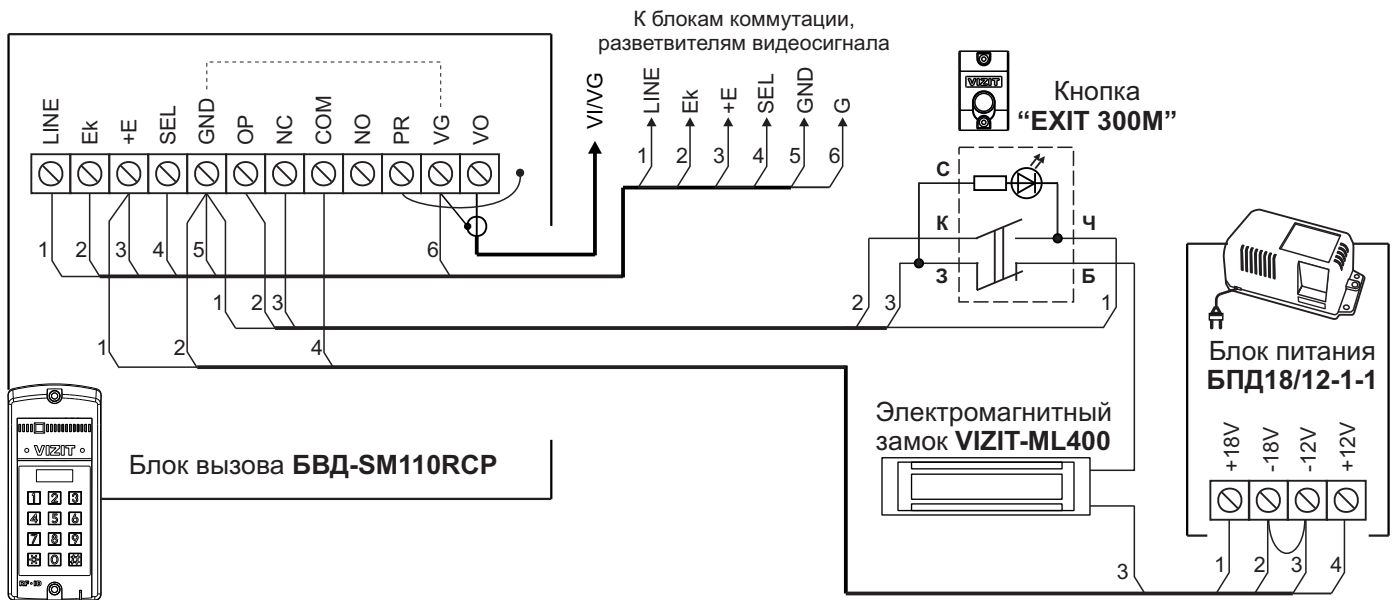 К блокам коммутации,
разветвителям видеосигнала
LINE
Ek
+E
SEL
GND
OP
NC
COM
NO
PR
VG
VO
VI/VG
LINE
Ek
+E
SEL
GND
G
1
2
3
4
5
6
VIZIT
Кнопка
“EXIT 300M”
С
К
Ч
З
Б
1
2
3
4
5
6
1
2
3
2
3
1
1
2
4
Блок питания
БПД18/12-1-1
+18V
-18V
-12V
+12V
1
2
3
4
Электромагнитный
замок VIZIT-ML400
3
Блок вызова БВД-SM110RCP
VIZIT
1 2 3
4 5 6
7 8 9
0
RF-ID